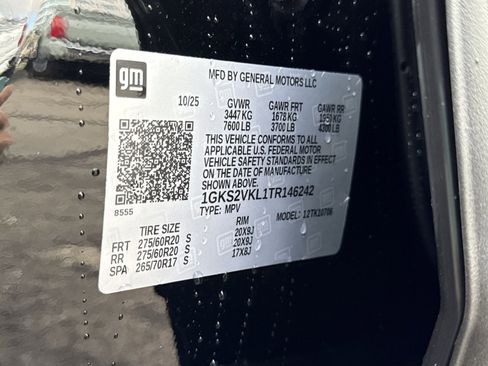 gm
MFD BY GENERAL MOTORS LLC
10/25 GVWR GAWR FRT GAWR RR
3447 KG 1678 KG 1950 KG
7600 LB 3700 LB 4300 LB
THIS VEHICLE CONFORMS TO ALL
APPLICABLE U.S. FEDERAL MOTOR
VEHICLE SAFETY STANDARDS IN EFFECT
ON THE DATE OF MANUFACTURE
SHOWN ABOVE.
1GKS2VKL1TR146242
8555 TYPE: MPV MODEL: 12TK10706
TIRE SIZE RIM
FRT 275/60R20 S 20X9J
RR 275/60R20 S 20X9J
SPA 265/70R17 S 17X8J